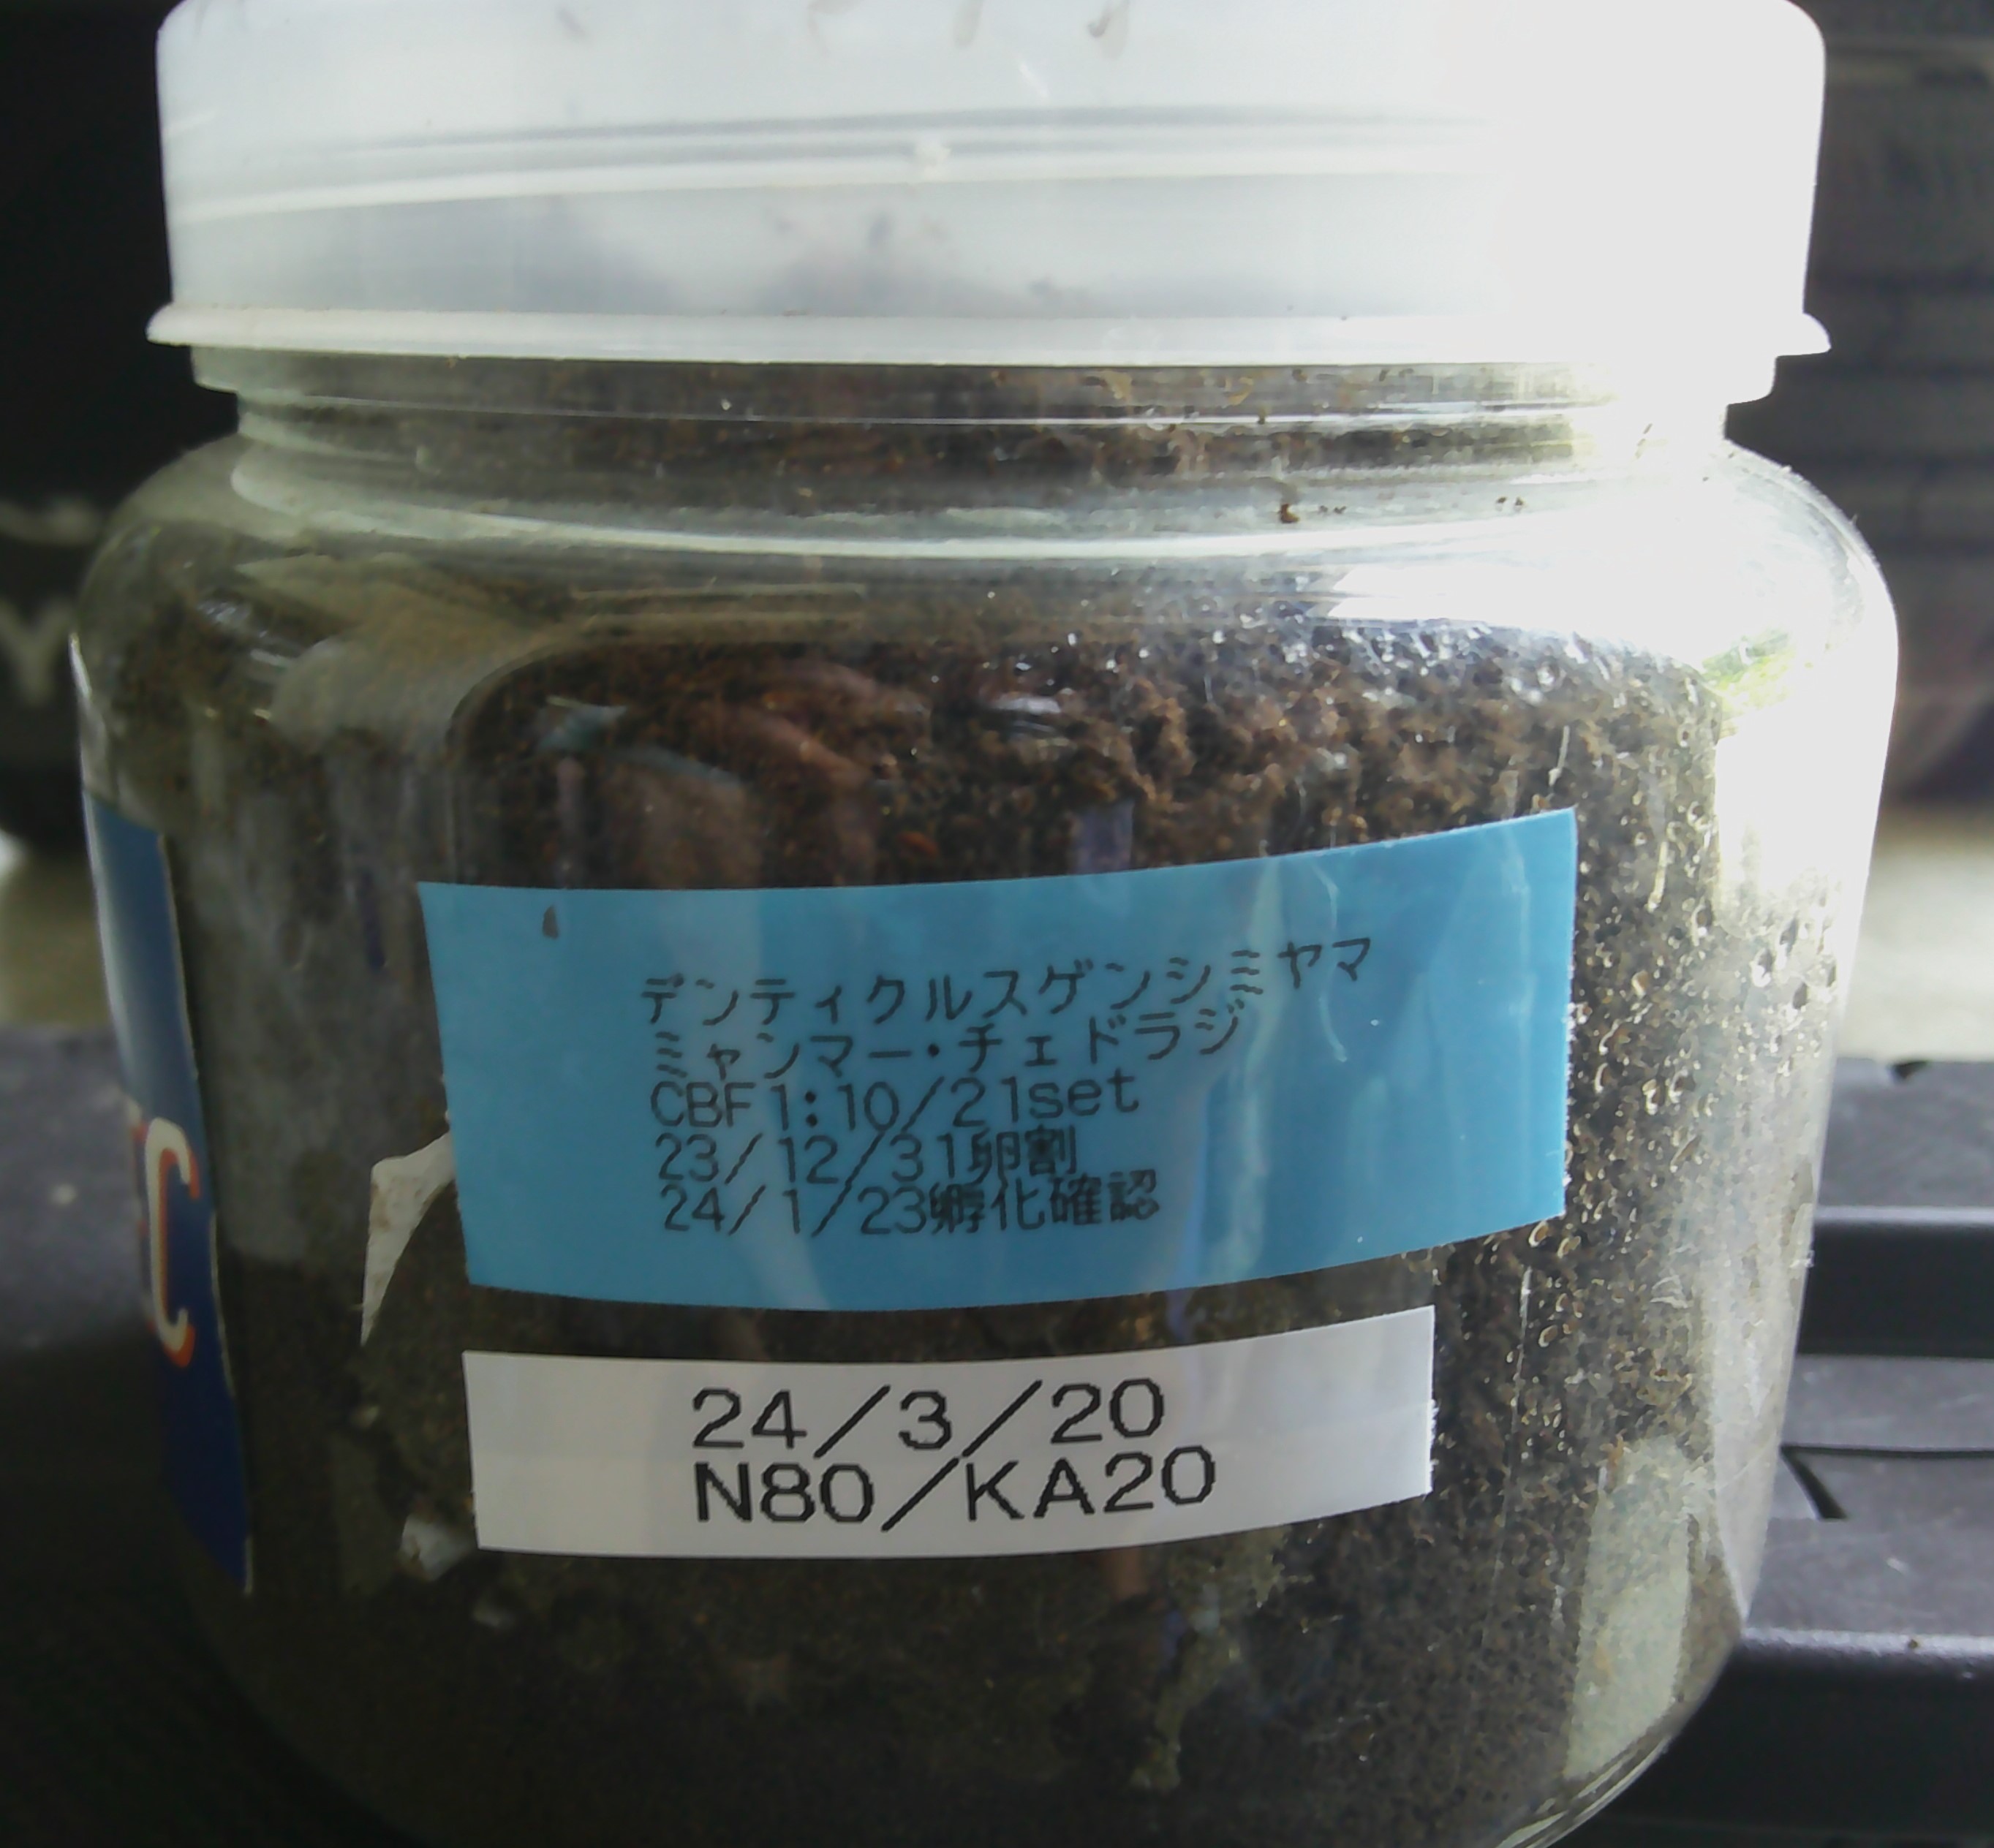 デンティクルスゲンシミヤマ
ミャンマー・チェドラジ
CBF1:10/21set
23/12/31卵割
24/1/23孵化確認
24/3/20
N80/KA20
C